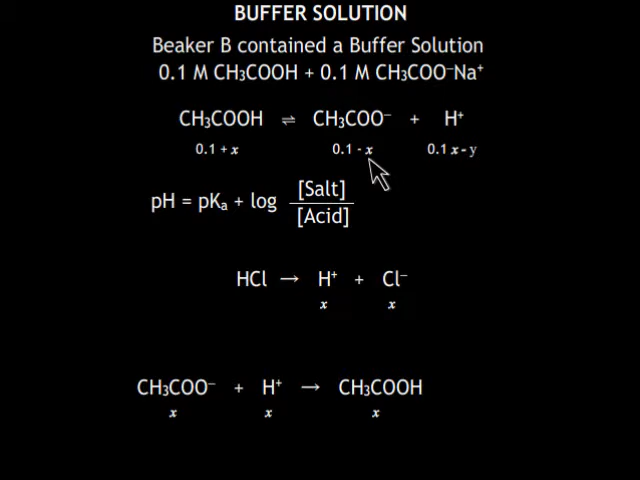 BUFFER SOLUTION
Beaker B contained a Buffer Solution
0.1 M CH₃COOH + 0.1 M CH₃COO⁻Na⁺
CH₃COOH ⇌ CH₃COO⁻ + H⁺
0.1 + x 0.1 - x 0.1 x - y
pH = pKₐ + log [Salt]
[Acid]
HCl → H⁺ + Cl⁻
x x
CH₃COO⁻ + H⁺ → CH₃COOH
x x x